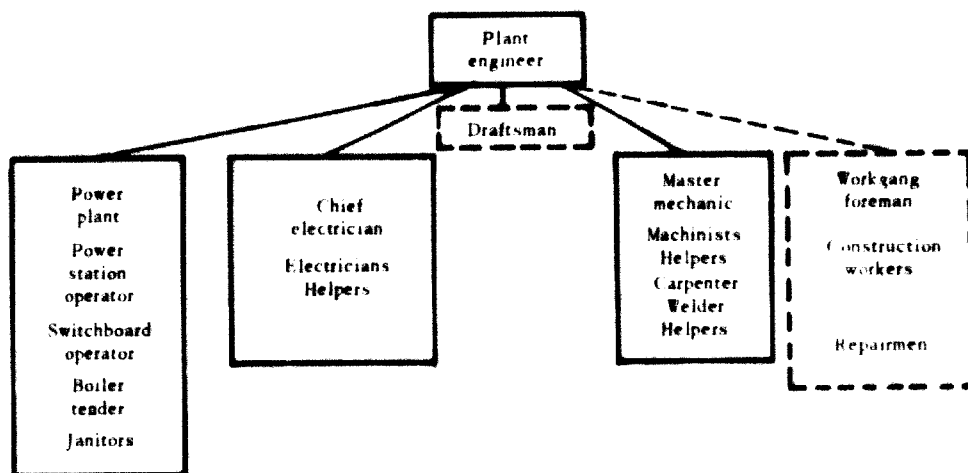 Plant
engineer
Draftsman
Power
plant
Power
station
operator
Switchboard
operator
Boiler
tender
Janitors
Chief
electrician
Electricians
Helpers
Master
mechanic
Machinists
Helpers
Carpenter
Welder
Helpers
Workgang
foreman
Construction
workers
Repairmen